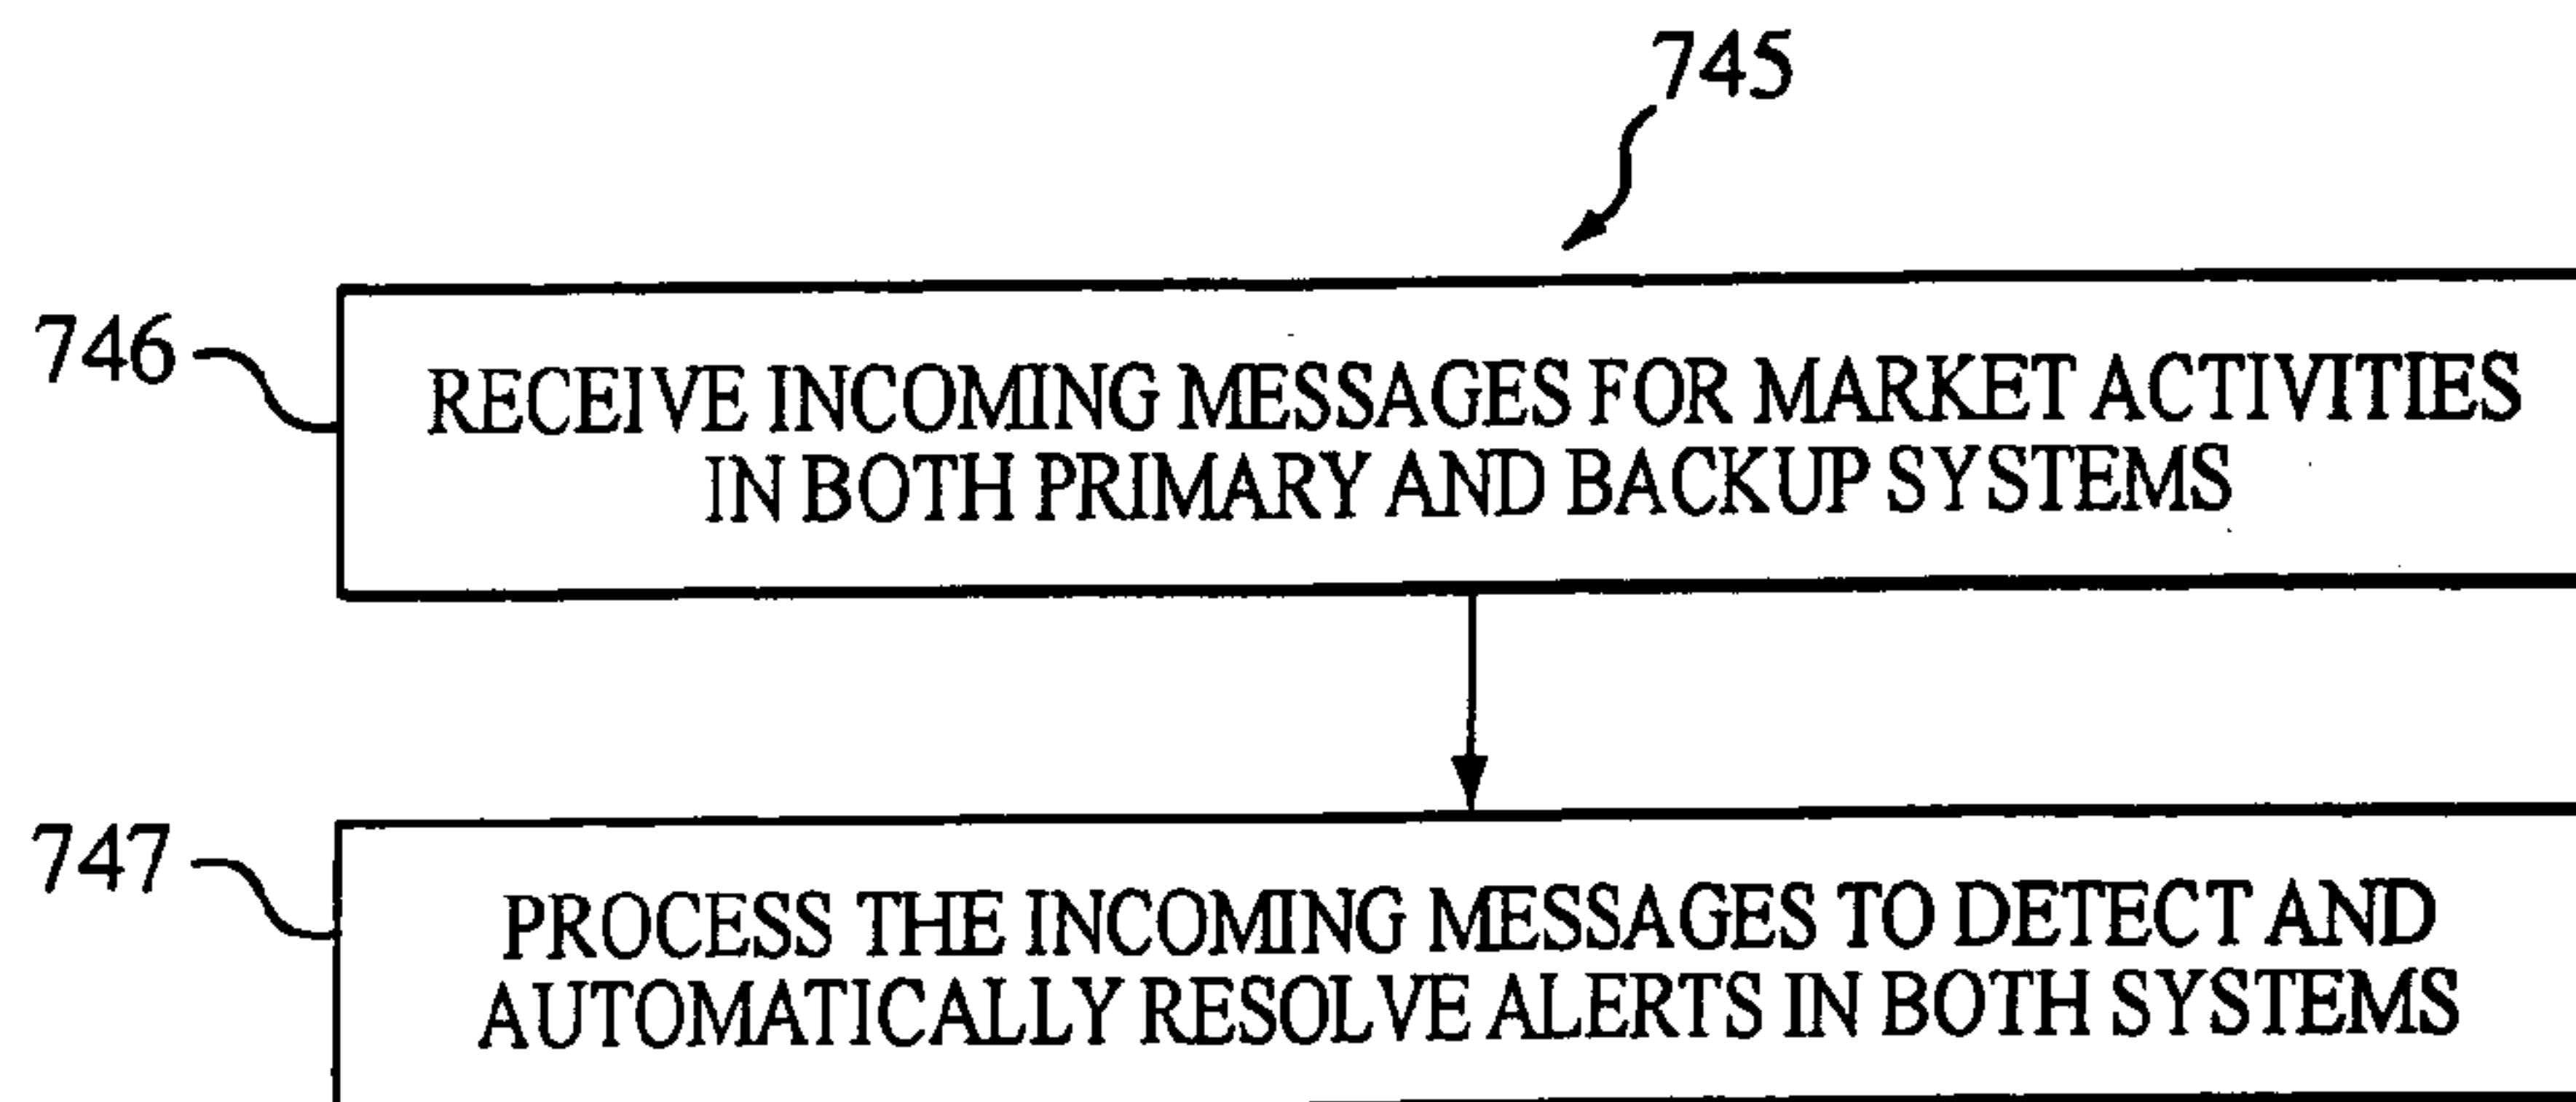 745
746
RECEIVE INCOMING MESSAGES FOR MARKET ACTIVITIES
IN BOTH PRIMARY AND BACKUP SYSTEMS
747
PROCESS THE INCOMING MESSAGES TO DETECT AND
AUTOMATICALLY RESOLVE ALERTS IN BOTH SYSTEMS